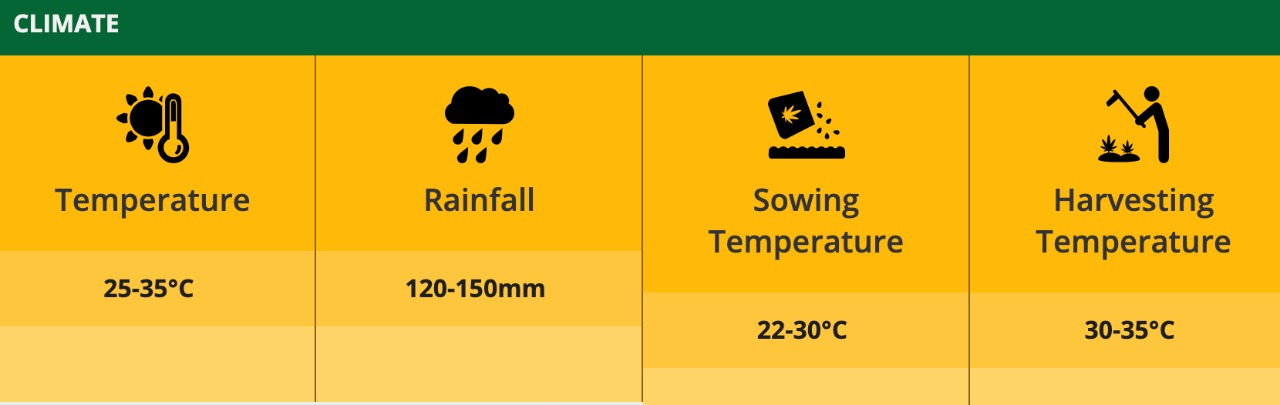 CLIMATE
Temperature
25-35°C
Rainfall
120-150mm
Sowing
Temperature
22-30°C
Harvesting
Temperature
30-35°C